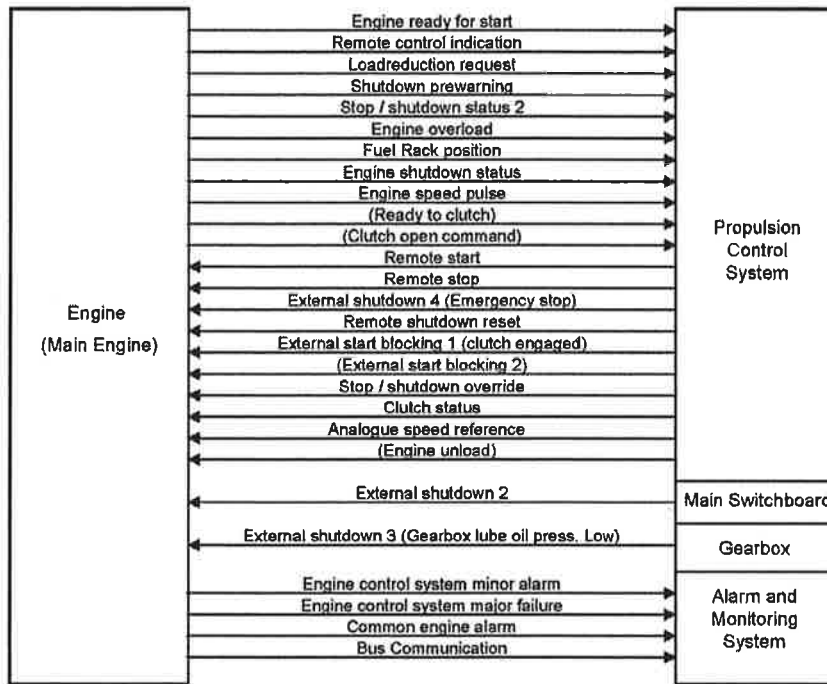 Engine ready for start
Remote control indication
Loadreduction request
Shutdown prewarning
Stop / shutdown status 2
Engine overload
Fuel Rack position
Engine shutdown status
Engine speed pulse
(Ready to clutch)
(Clutch open command)
Remote start
Remote stop
External shutdown 4 (Emergency stop)
Remote shutdown reset
External start blocking 1 (clutch engaged)
(External start blocking 2)
Stop / shutdown override
Clutch status
Analogue speed reference
(Engine unload)
External shutdown 2
External shutdown 3 (Gearbox lube oil press. Low)
Engine control system minor alarm
Engine control system major failure
Common engine alarm
Bus Communication
Engine
(Main Engine)
Propulsion
Control
System
Main Switchboard
Gearbox
Alarm and
Monitoring
System